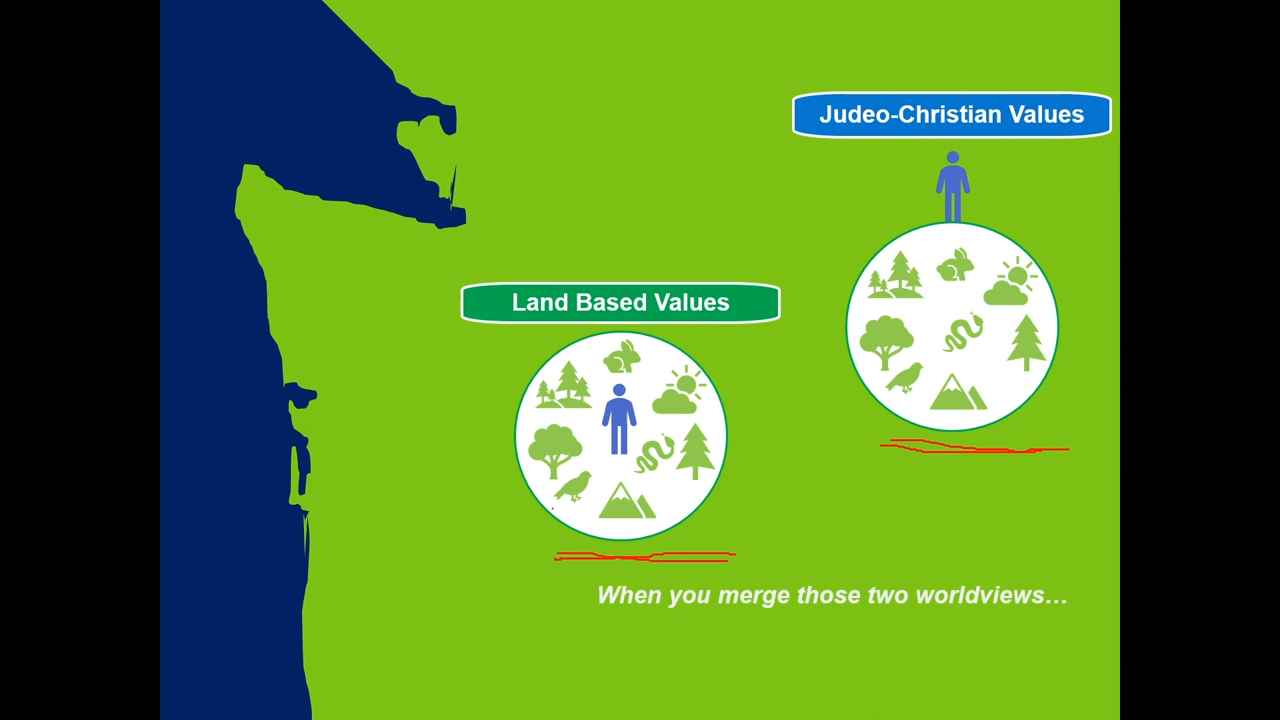 Judeo-Christian Values
Land Based Values
When you merge those two worldviews…